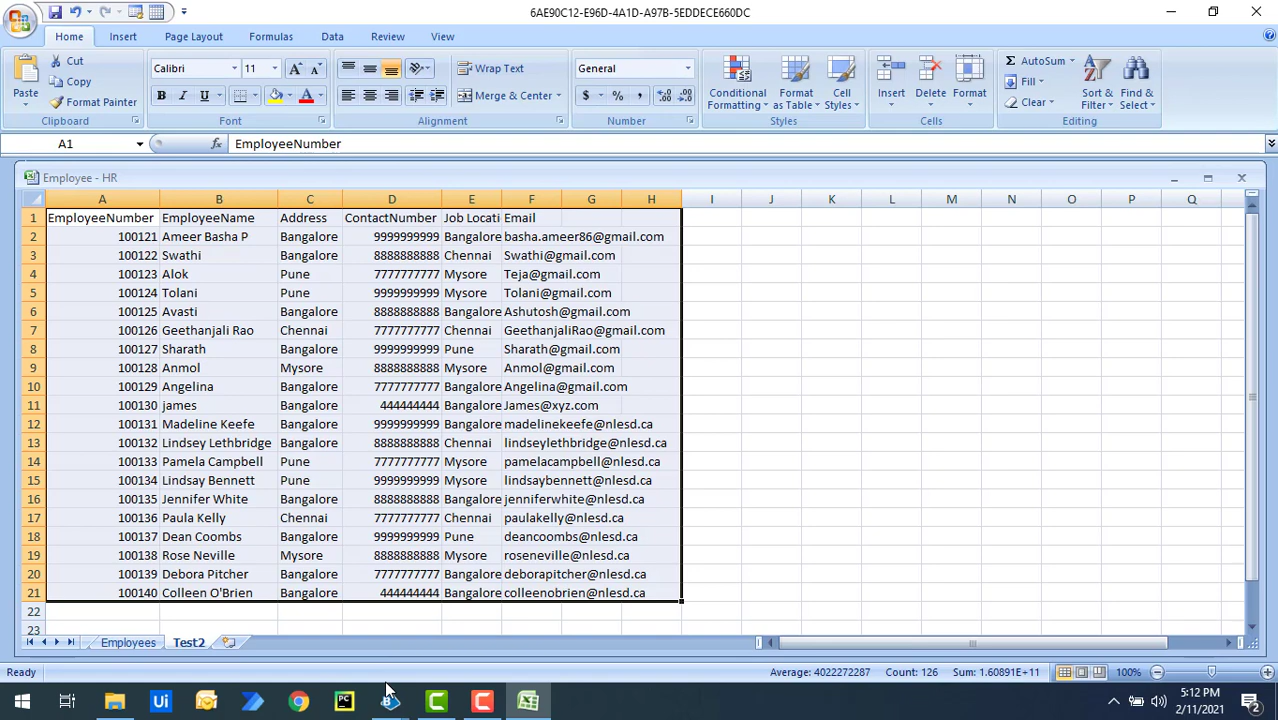 6AE90C12-E96D-4A1D-A97B-5EDDECE660DC
Home Insert Page Layout Formulas Data Review View
Paste Cut Copy Format Painter Clipboard
Calibri 11 A A B I U A Font
Wrap Text Merge & Center Alignment
General $ % , Number
Conditional Formatting Format as Table Cell Styles Styles
Insert Delete Format Cells
Σ AutoSum Fill Clear Sort & Filter Find & Select Editing
A1 fx EmployeeNumber
Employee - HR
A B C D E F G H I J K L M N O P Q
1 EmployeeNumber EmployeeName Address ContactNumber Job Locati Email
2 100121 Ameer Basha P Bangalore 9999999999 Bangalore basha.ameer86@gmail.com
3 100122 Swathi Bangalore 8888888888 Chennai Swathi@gmail.com
4 100123 Alok Pune 7777777777 Mysore Teja@gmail.com
5 100124 Tolani Pune 9999999999 Mysore Tolani@gmail.com
6 100125 Avasti Bangalore 8888888888 Bangalore Ashutosh@gmail.com
7 100126 Geethanjali Rao Chennai 7777777777 Chennai GeethanjaliRao@gmail.com
8 100127 Sharath Bangalore 9999999999 Pune Sharath@gmail.com
9 100128 Anmol Mysore 8888888888 Mysore Anmol@gmail.com
10 100129 Angelina Bangalore 7777777777 Bangalore Angelina@gmail.com
11 100130 james Bangalore 444444444 Bangalore James@xyz.com
12 100131 Madeline Keefe Bangalore 9999999999 Bangalore madelinekeefe@nlesd.ca
13 100132 Lindsey Lethbridge Bangalore 8888888888 Chennai lindseylethbridge@nlesd.ca
14 100133 Pamela Campbell Pune 7777777777 Mysore pamelacampbell@nlesd.ca
15 100134 Lindsay Bennett Pune 9999999999 Mysore lindsaybennett@nlesd.ca
16 100135 Jennifer White Bangalore 8888888888 Bangalore jenniferwhite@nlesd.ca
17 100136 Paula Kelly Chennai 7777777777 Chennai paulakelly@nlesd.ca
18 100137 Dean Coombs Bangalore 9999999999 Pune deancoombs@nlesd.ca
19 100138 Rose Neville Mysore 8888888888 Mysore roseneville@nlesd.ca
20 100139 Debora Pitcher Bangalore 7777777777 Bangalore deborapitcher@nlesd.ca
21 100140 Colleen O'Brien Bangalore 444444444 Bangalore colleenobrien@nlesd.ca
22
23
Employees Test2
Ready Average: 4022272287 Count: 126 Sum: 1.60891E+11 100%
Ui PC B 5:12 PM
2/11/2021 2